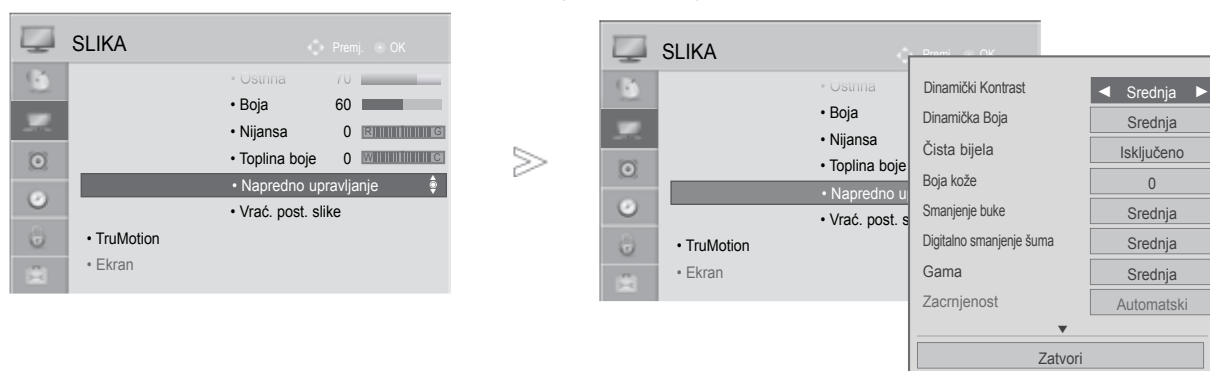 SLIKA
Premj. OK
• Oštrina 70
• Boja 60
• Nijansa 0 R G
• Toplina boje 0 W C
• Napredno upravljanje
• Vrać. post. slike
• TruMotion
• Ekran
SLIKA
Premj. OK
• Oštrina
• Boja
• Nijansa
• Toplina boje
• Napredno u
• Vrać. post. s
• TruMotion
• Ekran
Dinamički Kontrast ◄ Srednja ►
Dinamička Boja Srednja
Čista bijela Isključeno
Boja kože 0
Smanjenje buke Srednja
Digitalno smanjenje šuma Srednja
Gama Srednja
Zacrnjenost Automatski
▼
Zatvori